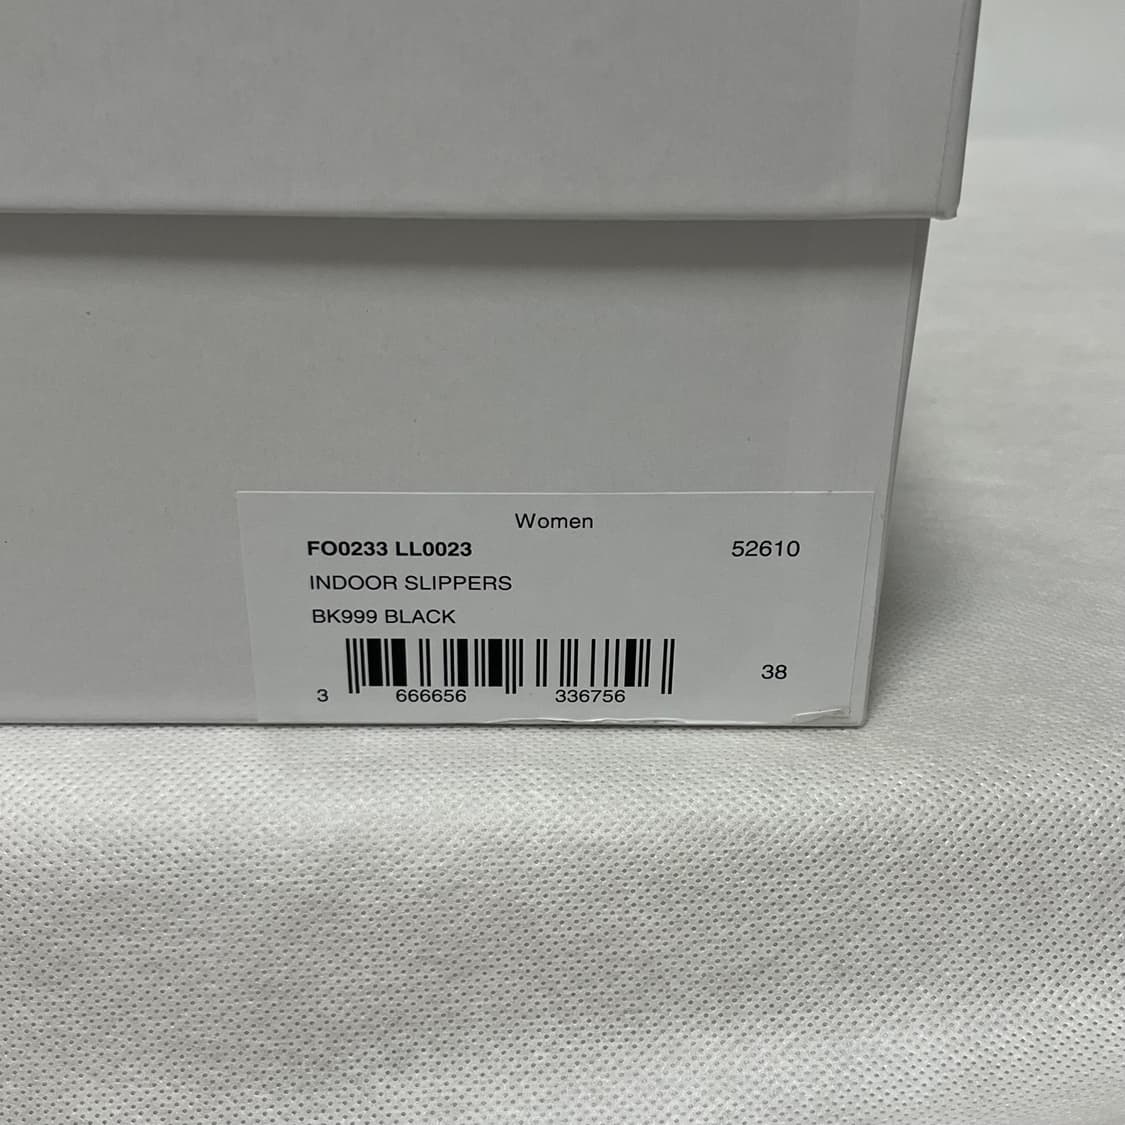 Women
FO0233 LL0023 52610
INDOOR SLIPPERS
BK999 BLACK
38
3 666656 336756